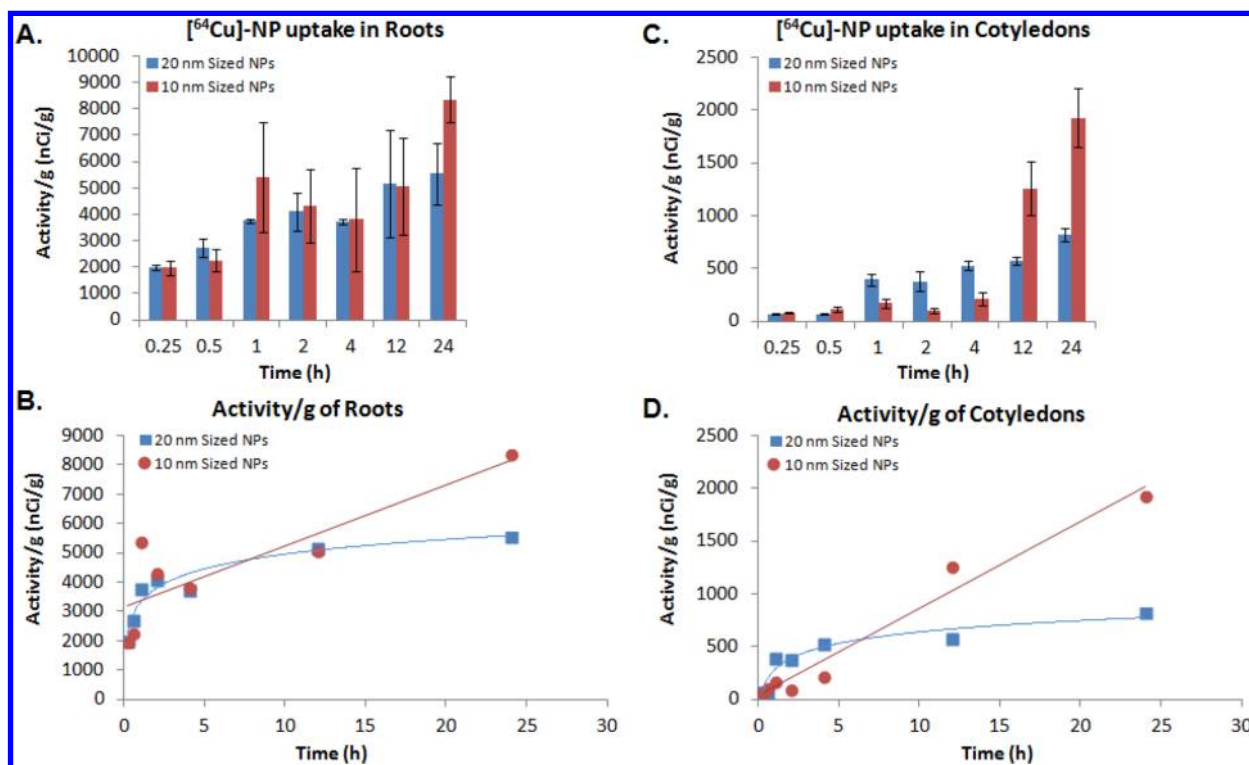 A.
[⁶⁴Cu]-NP uptake in Roots
10000
9000
8000
7000
6000
5000
4000
3000
2000
1000
0
Activity/g (nCi/g)
20 nm Sized NPs
10 nm Sized NPs
0.25 0.5 1 2 4 12 24
Time (h)
C.
[⁶⁴Cu]-NP uptake in Cotyledons
2500
2000
1500
1000
500
0
Activity/g (nCi/g)
20 nm Sized NPs
10 nm Sized NPs
0.25 0.5 1 2 4 12 24
Time (h)
B.
Activity/g of Roots
9000
8000
7000
6000
5000
4000
3000
2000
1000
0
Activity/g (nCi/g)
20 nm Sized NPs
10 nm Sized NPs
0 5 10 15 20 25 30
Time (h)
D.
Activity/g of Cotyledons
2500
2000
1500
1000
500
0
Activity/g (nCi/g)
20 nm Sized NPs
10 nm Sized NPs
0 5 10 15 20 25 30
Time (h)